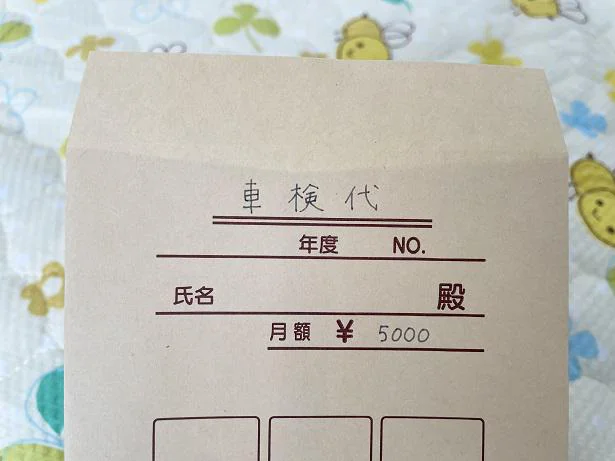 車検代
年度 NO.
氏名 殿
月額 ¥ 5000